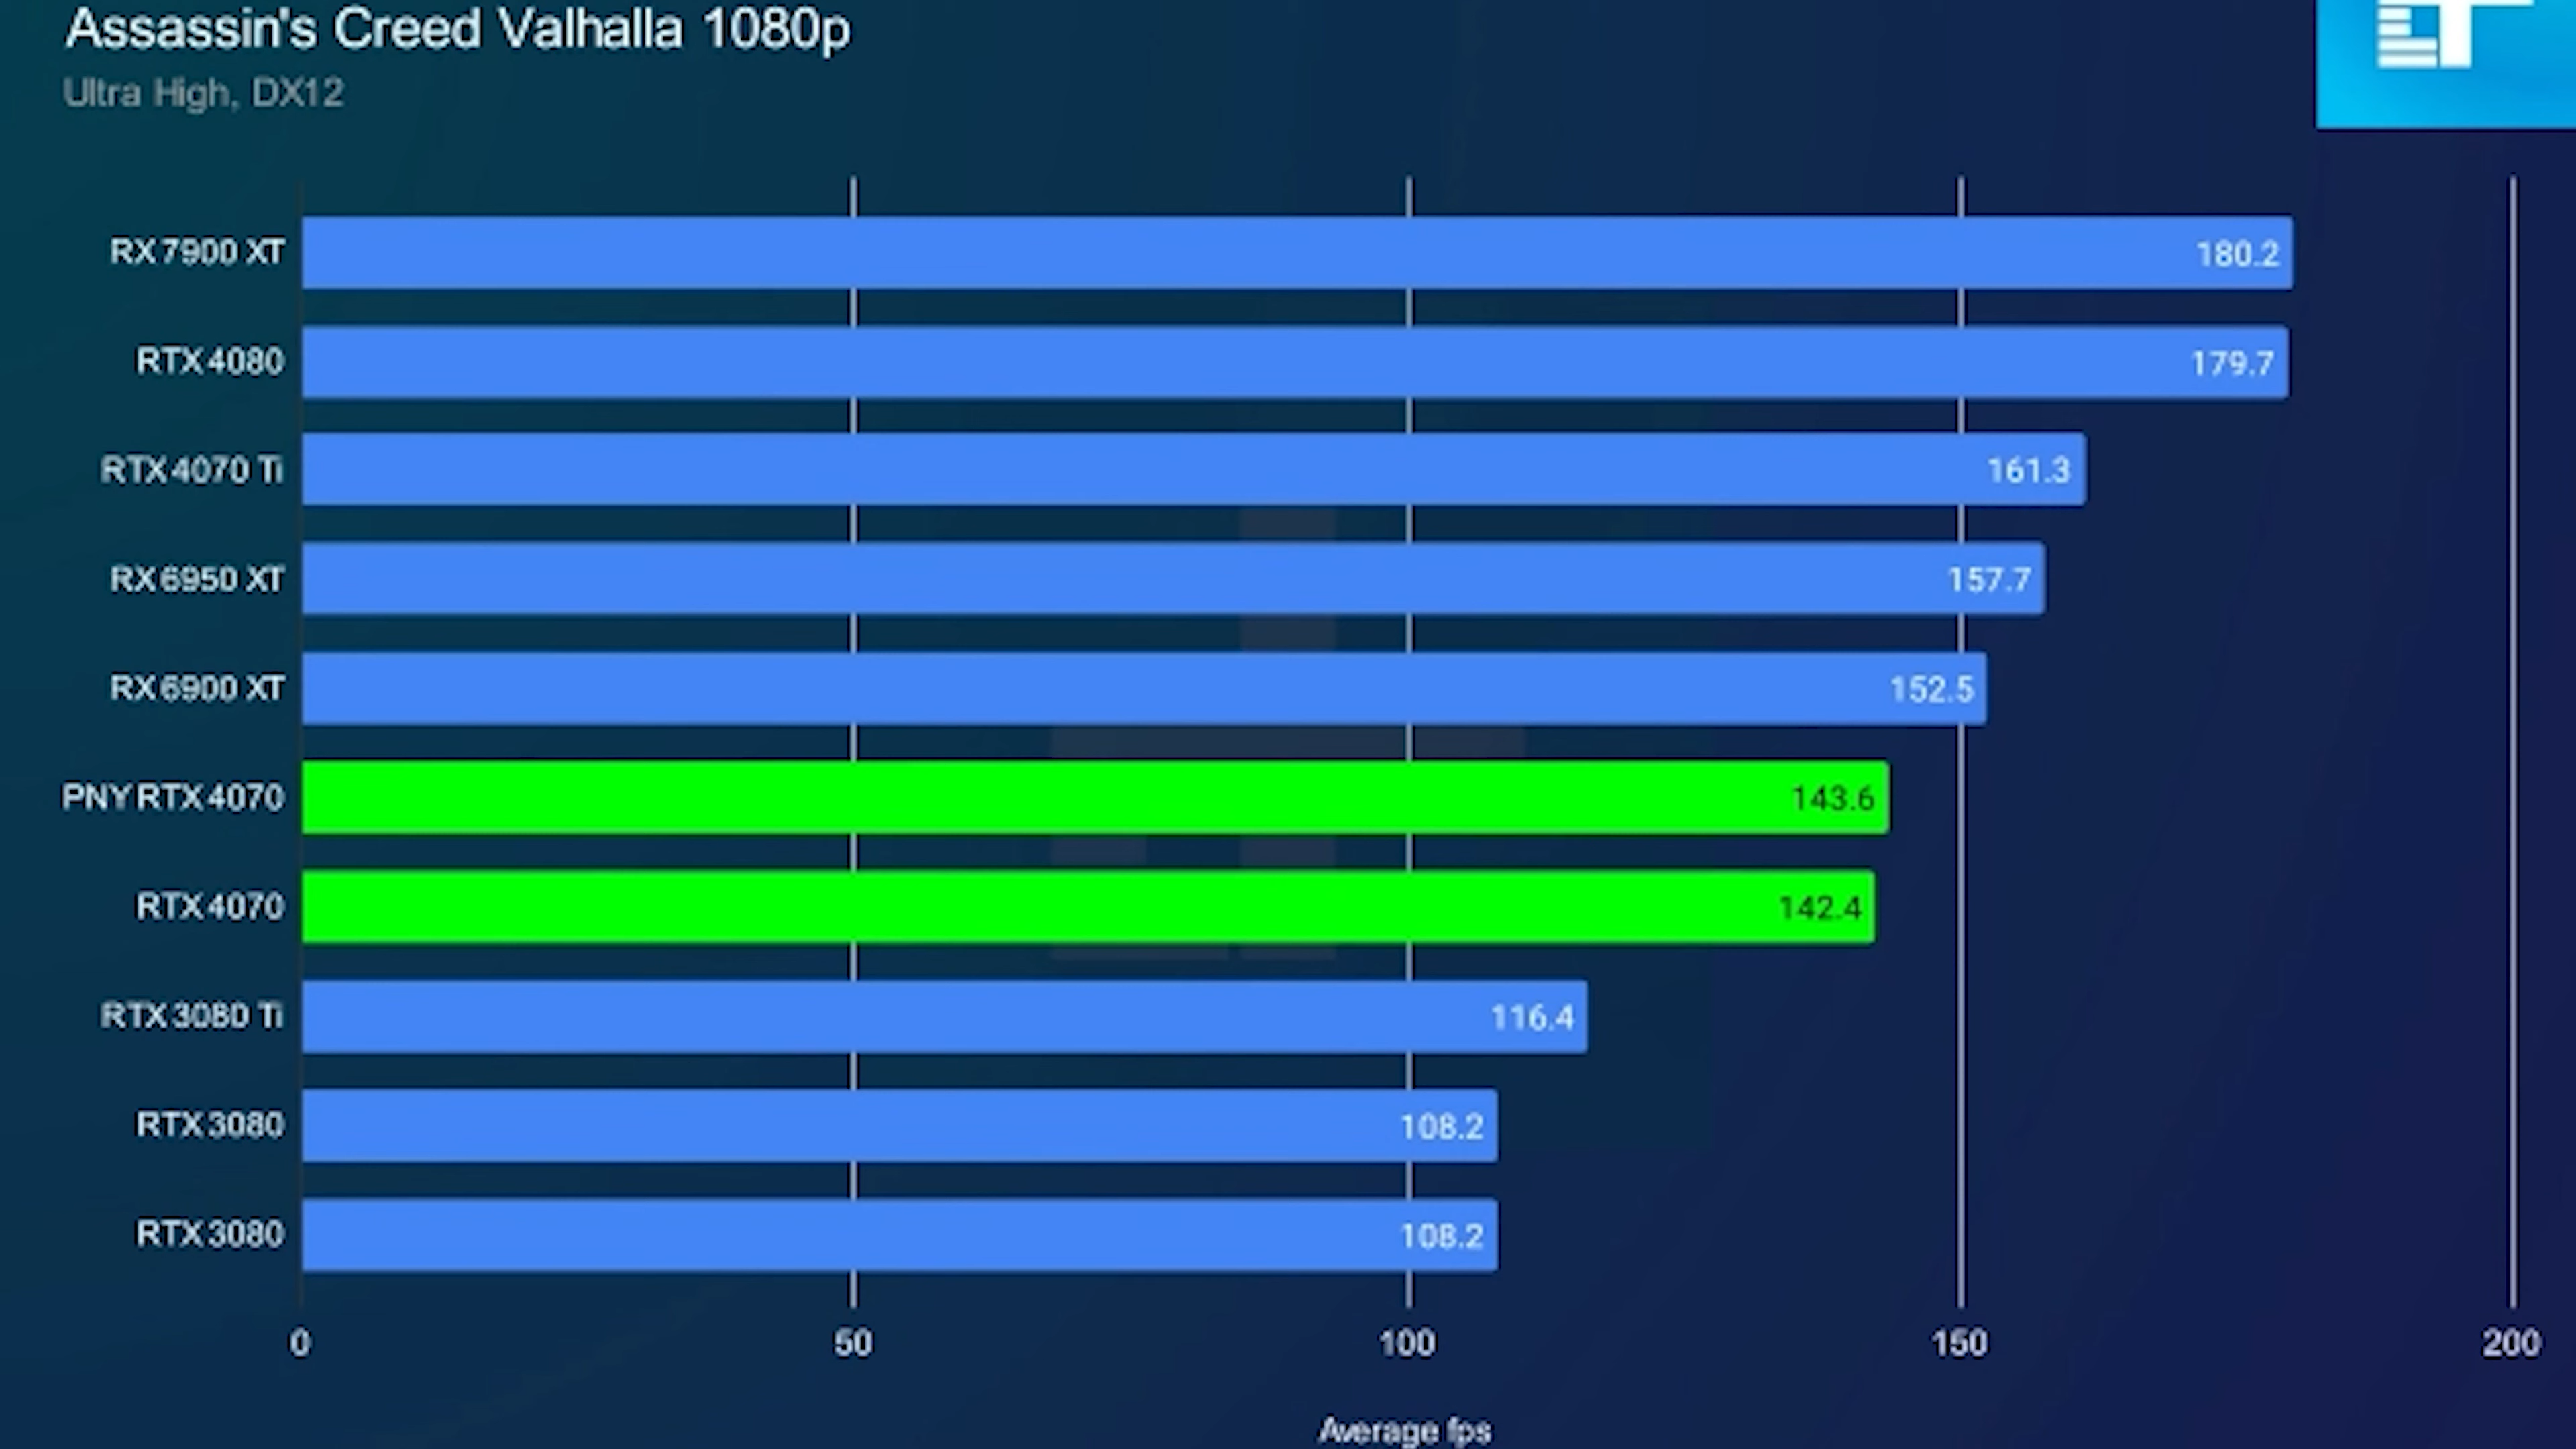 Assassin's Creed Valhalla 1080p
Ultra High, DX12
RX 7900 XT 180.2
RTX 4080 179.7
RTX 4070 Ti 161.3
RX 6950 XT 157.7
RX 6900 XT 152.5
PNY RTX 4070 143.6
RTX 4070 142.4
RTX 3080 Ti 116.4
RTX 3080 108.2
RTX 3080 108.2
0 50 100 150 200
Average fps